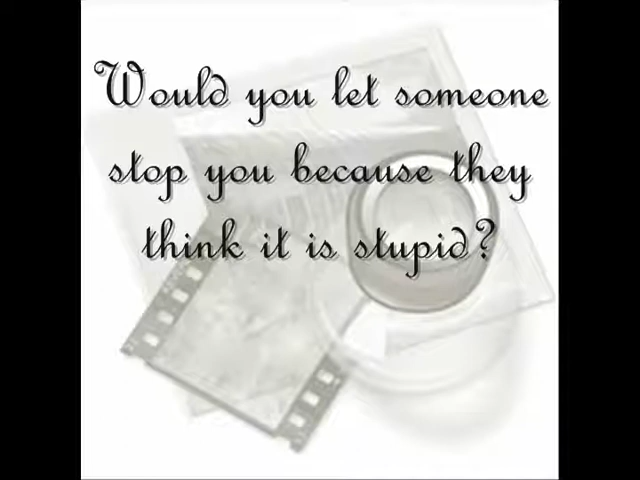 Would you let someone
stop you because they
think it is stupid?